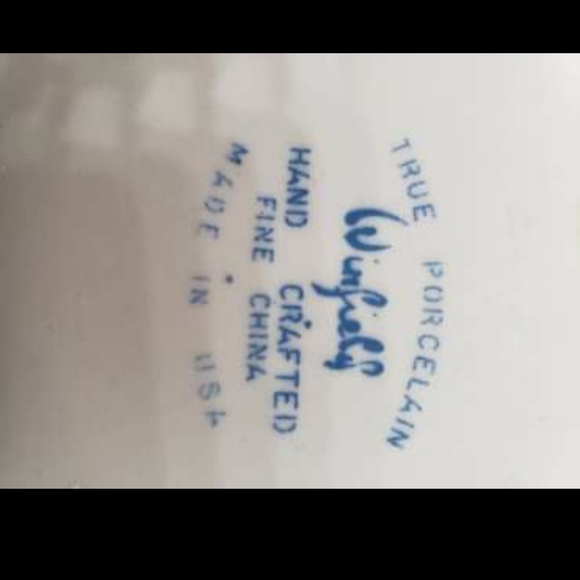 TRUE PORCELAIN
Winfield
HAND CRAFTED
FINE CHINA
MADE IN USA